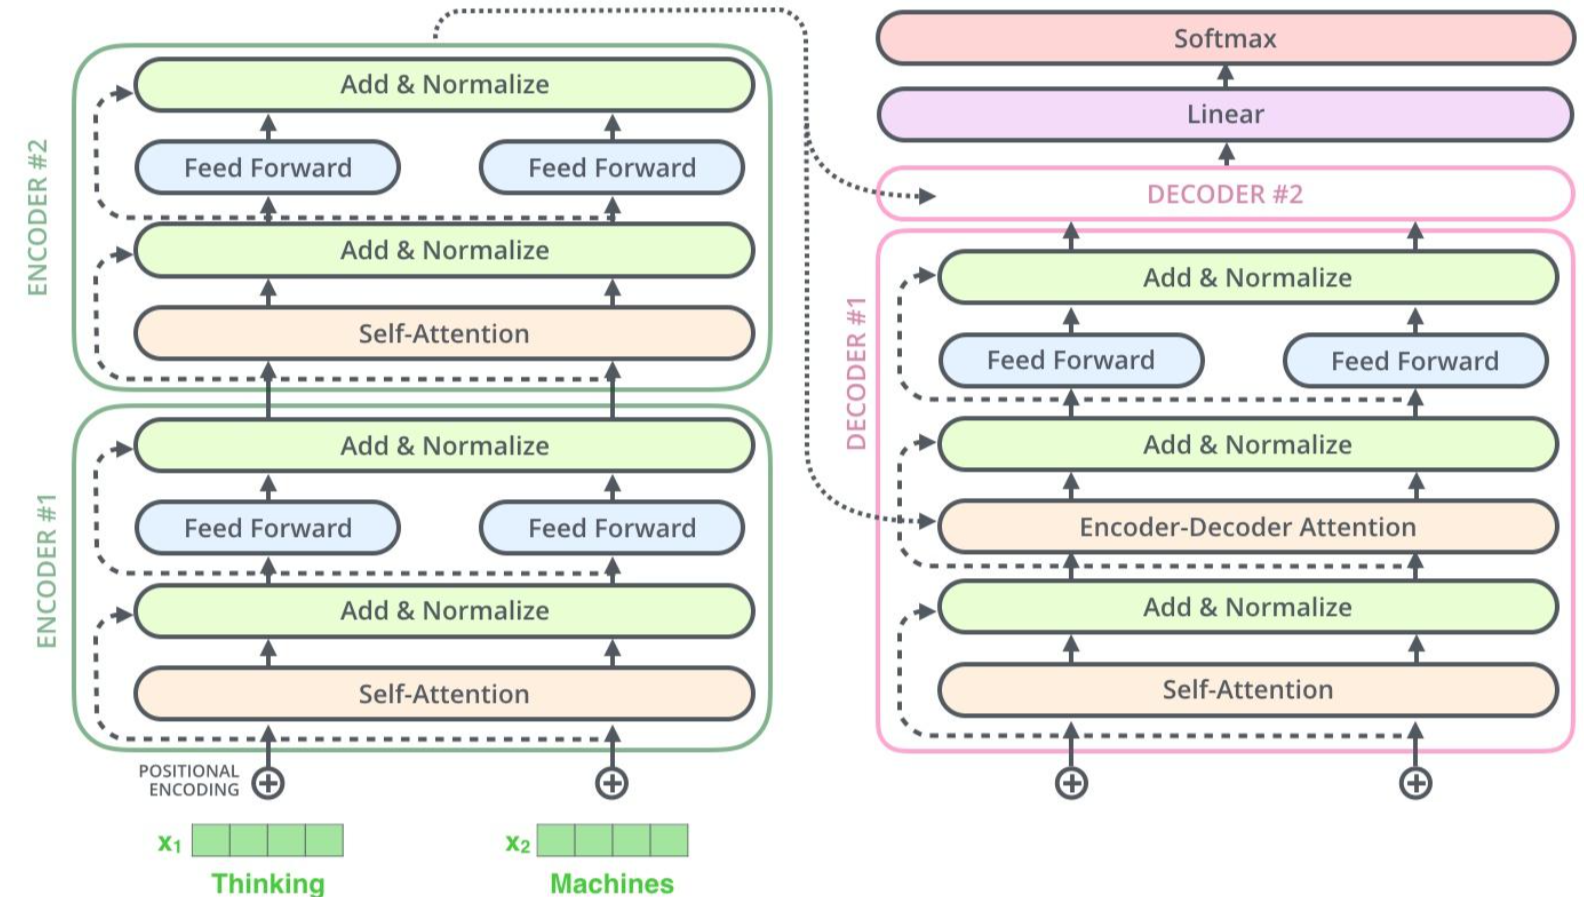 ENCODER #2
Add & Normalize
Feed Forward
Feed Forward
Add & Normalize
Self-Attention
ENCODER #1
Add & Normalize
Feed Forward
Feed Forward
Add & Normalize
Self-Attention
POSITIONAL
ENCODING
x1
x2
Thinking
Machines
Softmax
Linear
DECODER #2
DECODER #1
Add & Normalize
Feed Forward
Feed Forward
Add & Normalize
Encoder-Decoder Attention
Add & Normalize
Self-Attention